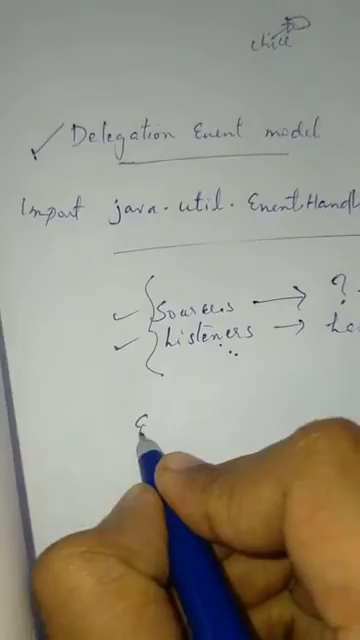 Delegation Event model
Import java.util.EventHandl
Sources → ?
Listeners →